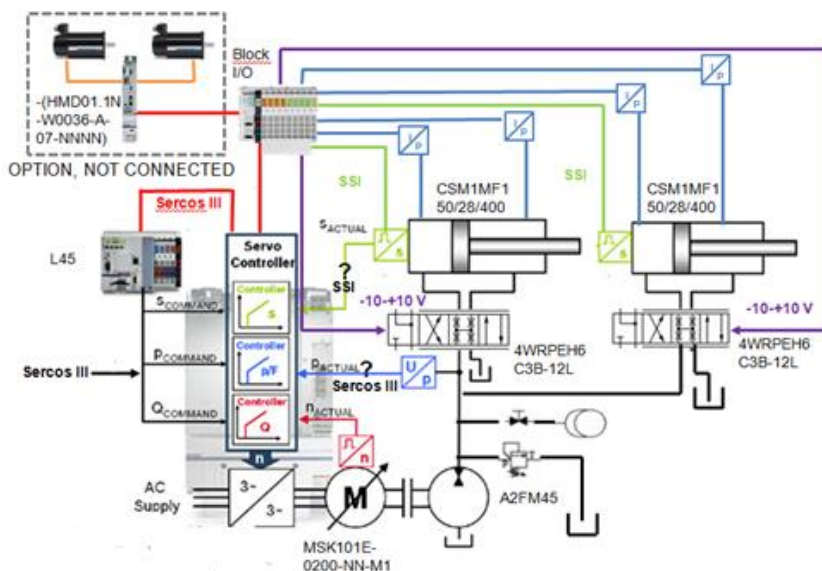 Block
I/O
-(HMD01.1N
-W0036-A-
07-NNNN)
OPTION, NOT CONNECTED
I/p
I/p
I/p
I/p
Sercos III
SSI
SSI
CSM1MF1
50/28/400
CSM1MF1
50/28/400
L45
Servo
Controller
SACTUAL
s
s
?
SSI
Controller
s
SCOMMAND
-10-+10 V
-10-+10 V
4WRPEH6
C3B-12L
4WRPEH6
C3B-12L
Controller
p/F
PCOMMAND
PACTUAL?
U/p
Sercos III
Sercos III
Controller
Q
QCOMMAND
nACTUAL
n
n
AC
Supply
3~
3~
M
A2FM45
MSK101E-
0200-NN-M1